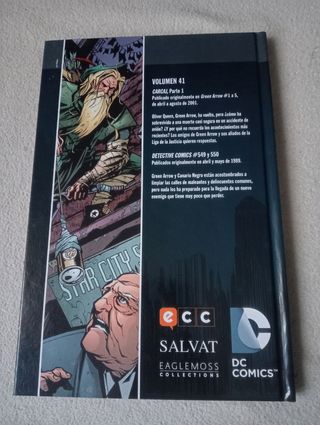 VOLUMEN 41
CARCAJ, Parte 1
Publicado originalmente en Green Arrow #1 a 5,
de abril a agosto de 2001.
Oliver Queen, Green Arrow, ha vuelto, pero ¿cómo ha
sobrevivido a una muerte casi segura en un accidente de
avión? ¿Y por qué no recuerda los acontecimientos más
recientes? Los amigos de Green Arrow y sus aliados de la
Liga de la Justicia quieren respuestas.
DETECTIVE COMICS #549 y 550
Publicados originalmente en abril y mayo de 1985.
Green Arrow y Canario Negro están acostumbrados a
limpiar las calles de maleantes y delincuentes comunes,
pero nada los ha preparado para la llegada de un nuevo
enemigo que tiene muy poco que perder.
STAR CITY
ecc
SALVAT
EAGLEMOSS
COLLECTIONS
DC
COMICS™